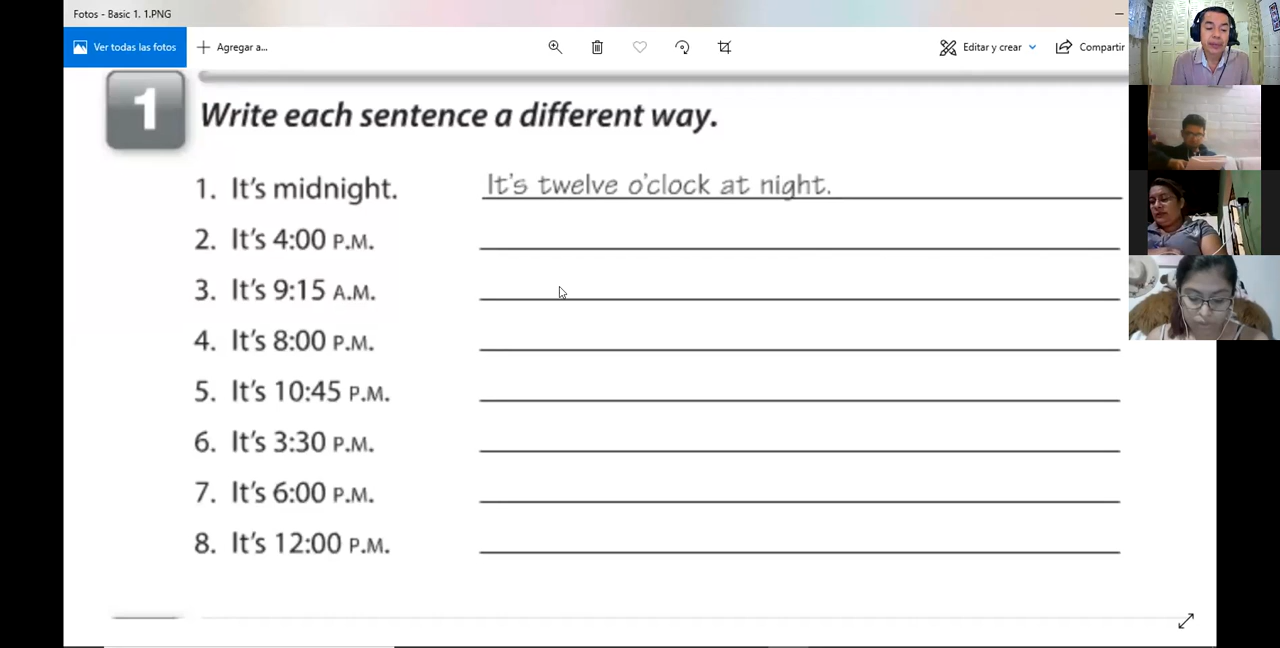 Fotos - Basic 1. 1.PNG
Ver todas las fotos
Agregar a...
Editar y crear
Compartir
1
Write each sentence a different way.
1. It's midnight. It's twelve o'clock at night.
2. It's 4:00 P.M.
3. It's 9:15 A.M.
4. It's 8:00 P.M.
5. It's 10:45 P.M.
6. It's 3:30 P.M.
7. It's 6:00 P.M.
8. It's 12:00 P.M.